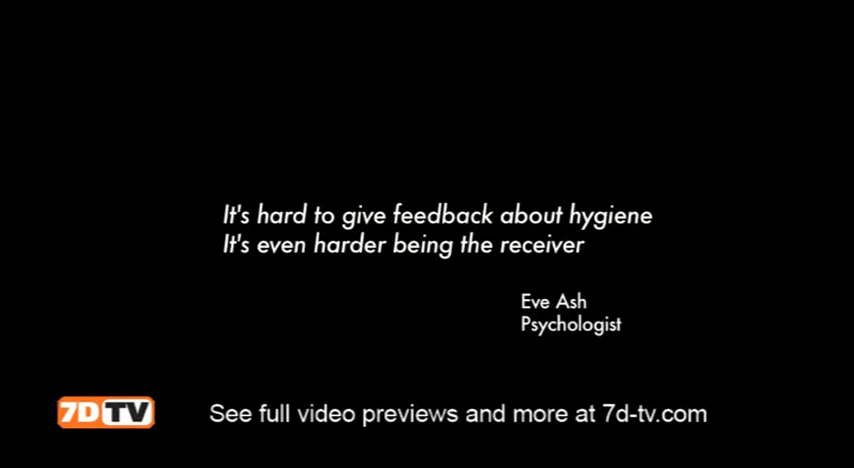 It's hard to give feedback about hygiene
It's even harder being the receiver
Eve Ash
Psychologist
7DTV
See full video previews and more at 7d-tv.com